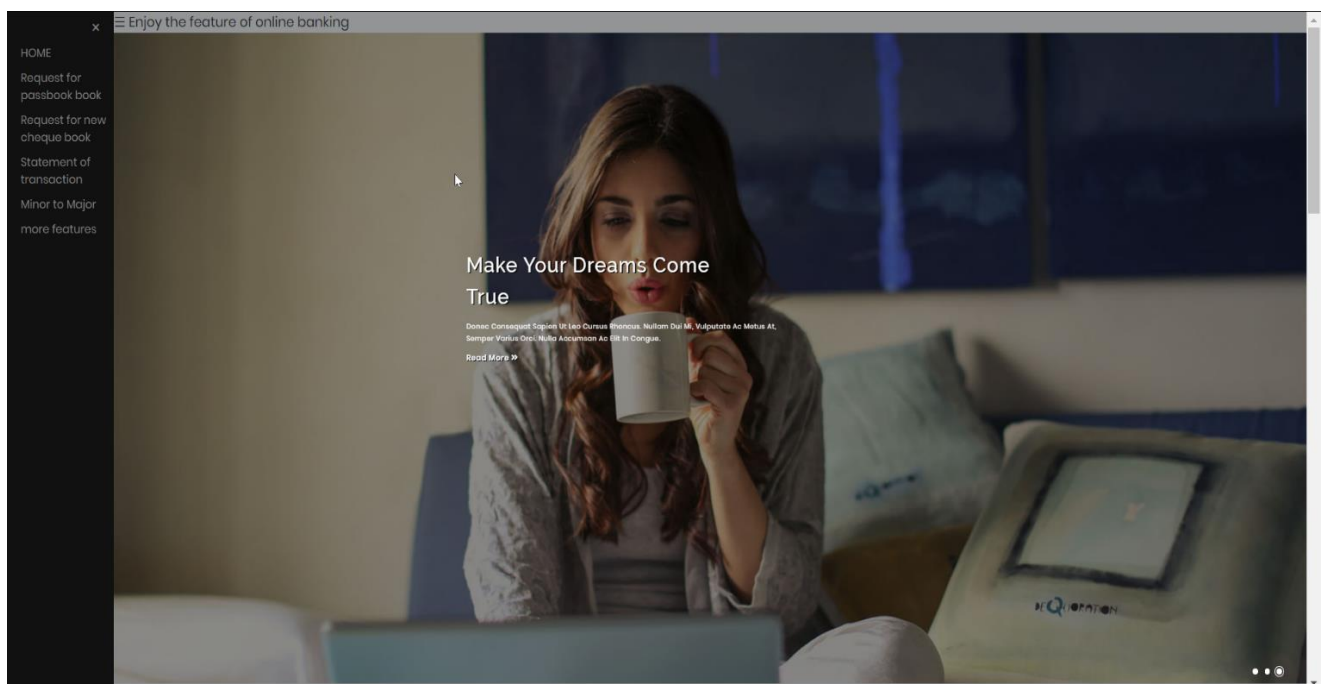 ×
☰ Enjoy the feature of online banking
HOME
Request for
passbook book
Request for new
cheque book
Statement of
transaction
Minor to Major
more features
Make Your Dreams Come
True
Donec Consequat Sapien Ut Leo Cursus Rhoncus. Nullam Dui Mi, Vulputate Ac Metus At,
Semper Varius Orci. Nulla Accumsan Ac Elit In Congue.
Read More »